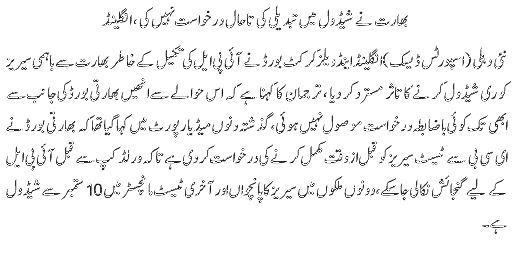 بھارت نے شیڈول میں تبدیلی کی تاحال درخواست نہیں کی، انگلینڈ
نئی دہلی (اسپورٹس ڈیسک) انگلینڈ اینڈ ویلز کرکٹ بورڈ نے آئی پی ایل کی تکمیل کے خاطر بھارت سے باہمی سیریز
کو ری شیڈول کرنے کا تاثر مسترد کر دیا، ترجمان کا کہنا ہے کہ اس حوالے سے انھیں بھارتی بورڈ کی جانب سے
ابھی تک کوئی باضابطہ درخواست موصول نہیں ہوئی، گذشتہ دنوں میڈیا رپورٹ میں کہا گیا تھا کہ بھارتی بورڈ نے
ای سی بی سے ٹیسٹ سیریز کو قبل از وقت مکمل کرنے کی درخواست کر دی ہے تاکہ ورلڈ کپ سے قبل آئی پی ایل
کے لیے گنجائش نکالی جا سکے، دونوں ملکوں میں سیریز کا پانچواں اور آخری ٹیسٹ مانچسٹر میں 10 ستمبر سے شیڈول
ہے۔